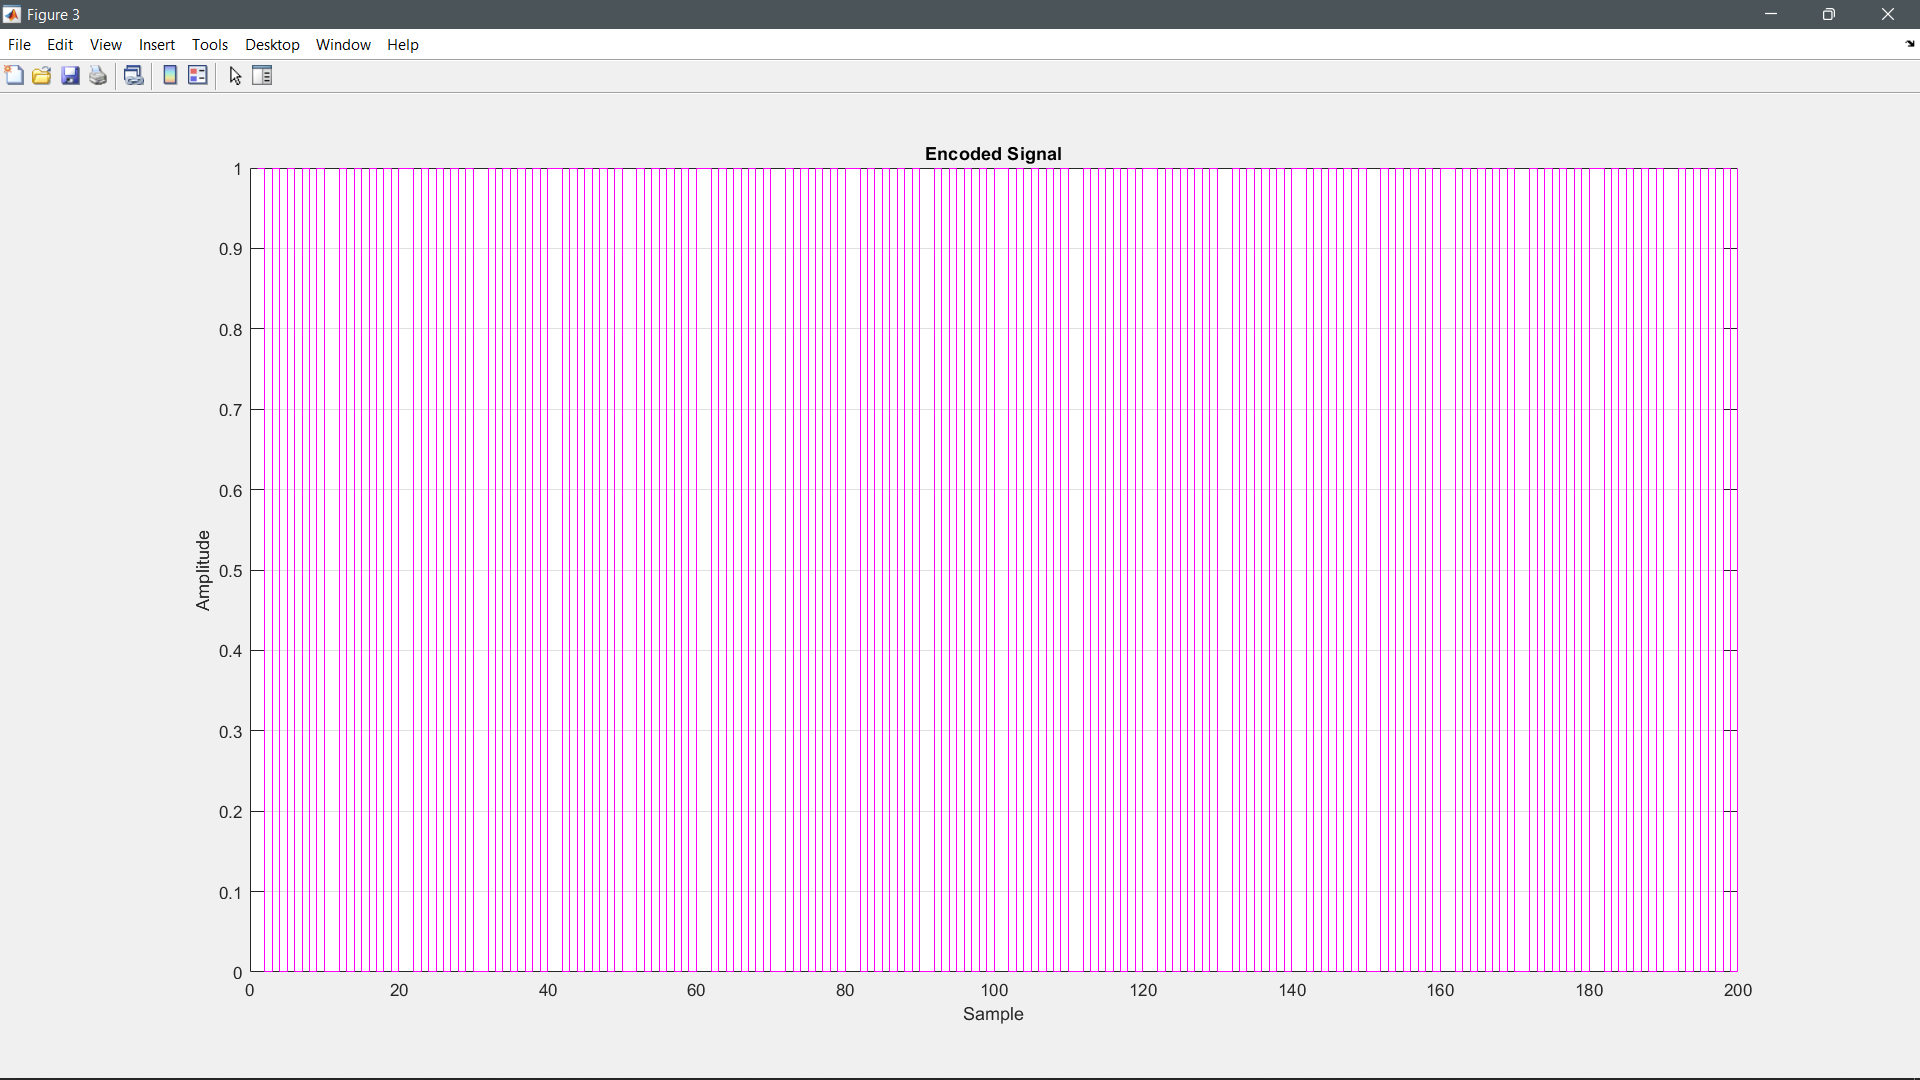 Figure 3
File Edit View Insert Tools Desktop Window Help
Encoded Signal
1
0.9
0.8
0.7
0.6
0.5
0.4
0.3
0.2
0.1
0
Amplitude
0 20 40 60 80 100 120 140 160 180 200
Sample